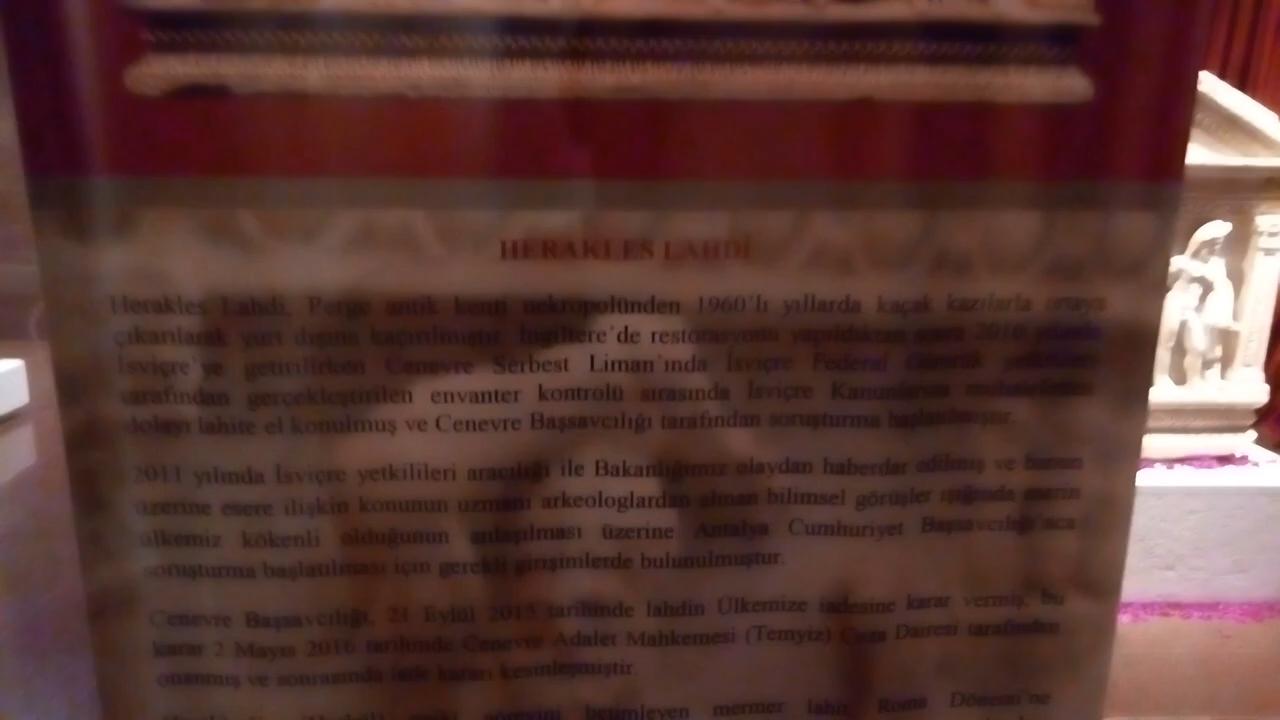 HERAKLES LAHDİ
Herakles Lahdi, Perge antik kenti nekropolünden 1960'lı yıllarda kaçak kazılarla ortaya
çıkarılarak yurt dışına kaçırılmıştır. İngiltere'de restorasyonu yapıldıktan sonra 2010 yılında
İsviçre'ye getirilirken Cenevre Serbest Liman'ında İsviçre Federal Gümrük
tarafından gerçekleştirilen envanter kontrolü sırasında İsviçre Kanunlarına
dolayı lahite el konulmuş ve Cenevre Başsavcılığı tarafından soruşturma başlatılmıştır.
2011 yılında İsviçre yetkilileri aracılığı ile Bakanlığımız olaydan haberdar edilmiş ve bunun
üzerine esere ilişkin konunun uzmanı arkeologlardan alınan bilimsel görüşler ışığında eserin
ülkemiz kökenli olduğunun anlaşılması üzerine Antalya Cumhuriyet Başsavcılığı'nca
soruşturma başlatılması için gerekli girişimlerde bulunulmuştur.
Cenevre Başsavcılığı, 21 Eylül 2015 tarihinde lahdin Ülkemize iadesine karar vermiş, bu
karar 2 Mayıs 2016 tarihinde Cenevre Adalet Mahkemesi (Temyiz) Ceza Dairesi tarafından
onanmış ve sonrasında iade kararı kesinleşmiştir.
betimleyen mermer lahit Roma Dönemi'ne